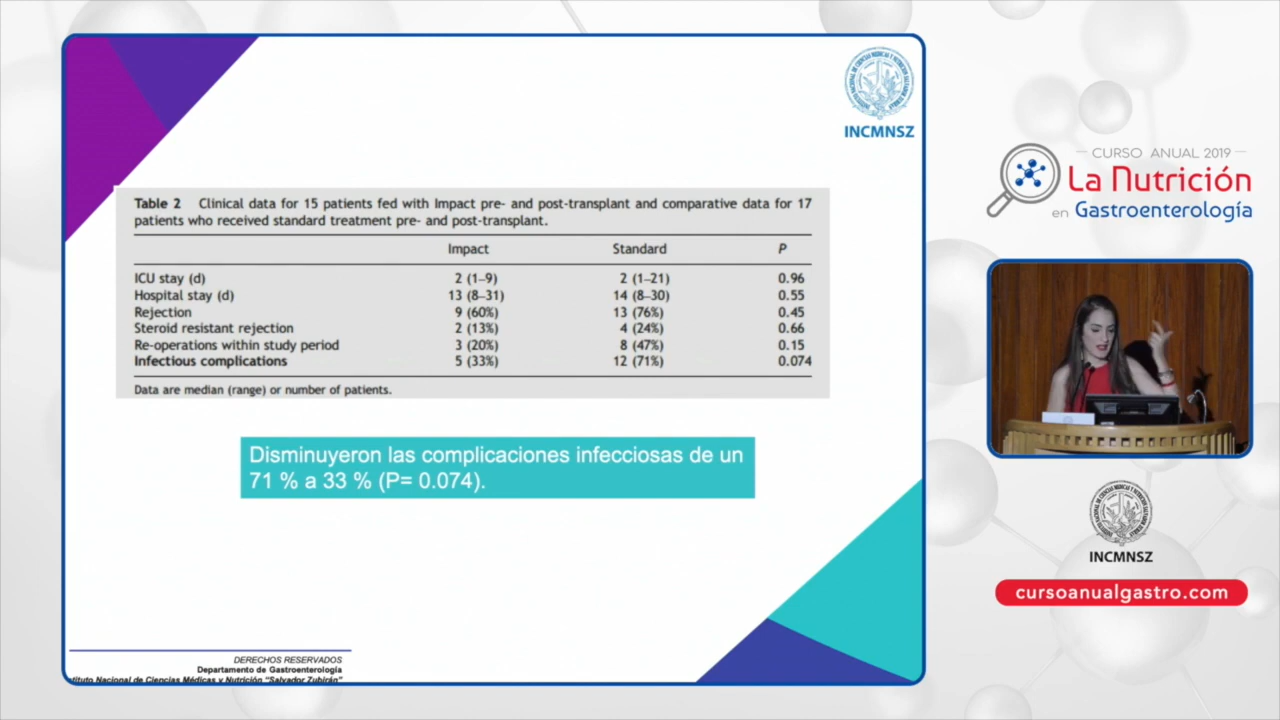 INCMNSZ
Table 2 Clinical data for 15 patients fed with Impact pre- and post-transplant and comparative data for 17
patients who received standard treatment pre- and post-transplant.
Impact Standard P
ICU stay (d) 2 (1–9) 2 (1–21) 0.96
Hospital stay (d) 13 (8–31) 14 (8–30) 0.55
Rejection 9 (60%) 13 (76%) 0.45
Steroid resistant rejection 2 (13%) 4 (24%) 0.66
Re-operations within study period 3 (20%) 8 (47%) 0.15
Infectious complications 5 (33%) 12 (71%) 0.074
Data are median (range) or number of patients.
Disminuyeron las complicaciones infecciosas de un
71 % a 33 % (P= 0.074).
DERECHOS RESERVADOS
Departamento de Gastroenterología
Nacional de Ciencias Médicas y Nutrición "Salvador Zubirán"
CURSO ANUAL 2019
La Nutrición
en Gastroenterología
INCMNSZ
cursoanualgastro.com